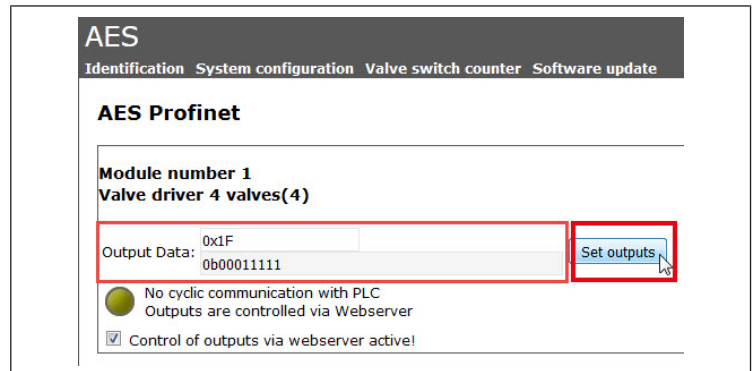 AES
Identification System configuration Valve switch counter Software update
AES Profinet
Module number 1
Valve driver 4 valves(4)
Output Data: 0x1F
0b00011111
Set outputs
No cyclic communication with PLC
Outputs are controlled via Webserver
Control of outputs via webserver active!